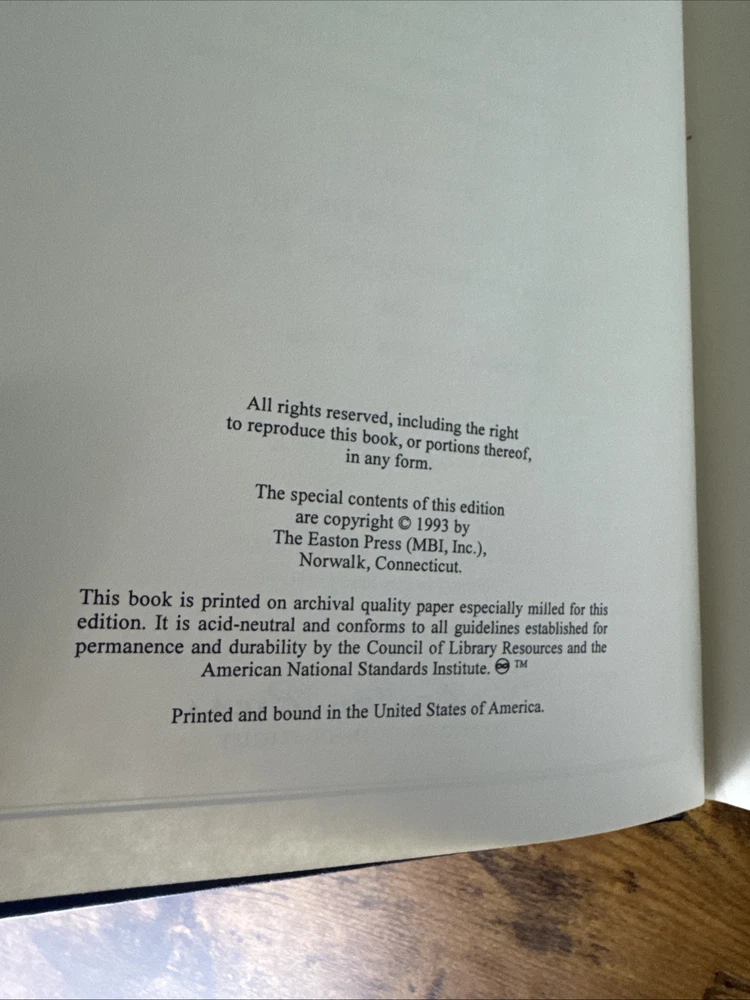 All rights reserved, including the right
to reproduce this book, or portions thereof,
in any form.
The special contents of this edition
are copyright © 1993 by
The Easton Press (MBI, Inc.),
Norwalk, Connecticut.
This book is printed on archival quality paper especially milled for this
edition. It is acid-neutral and conforms to all guidelines established for
permanence and durability by the Council of Library Resources and the
American National Standards Institute. ♾ ™
Printed and bound in the United States of America.